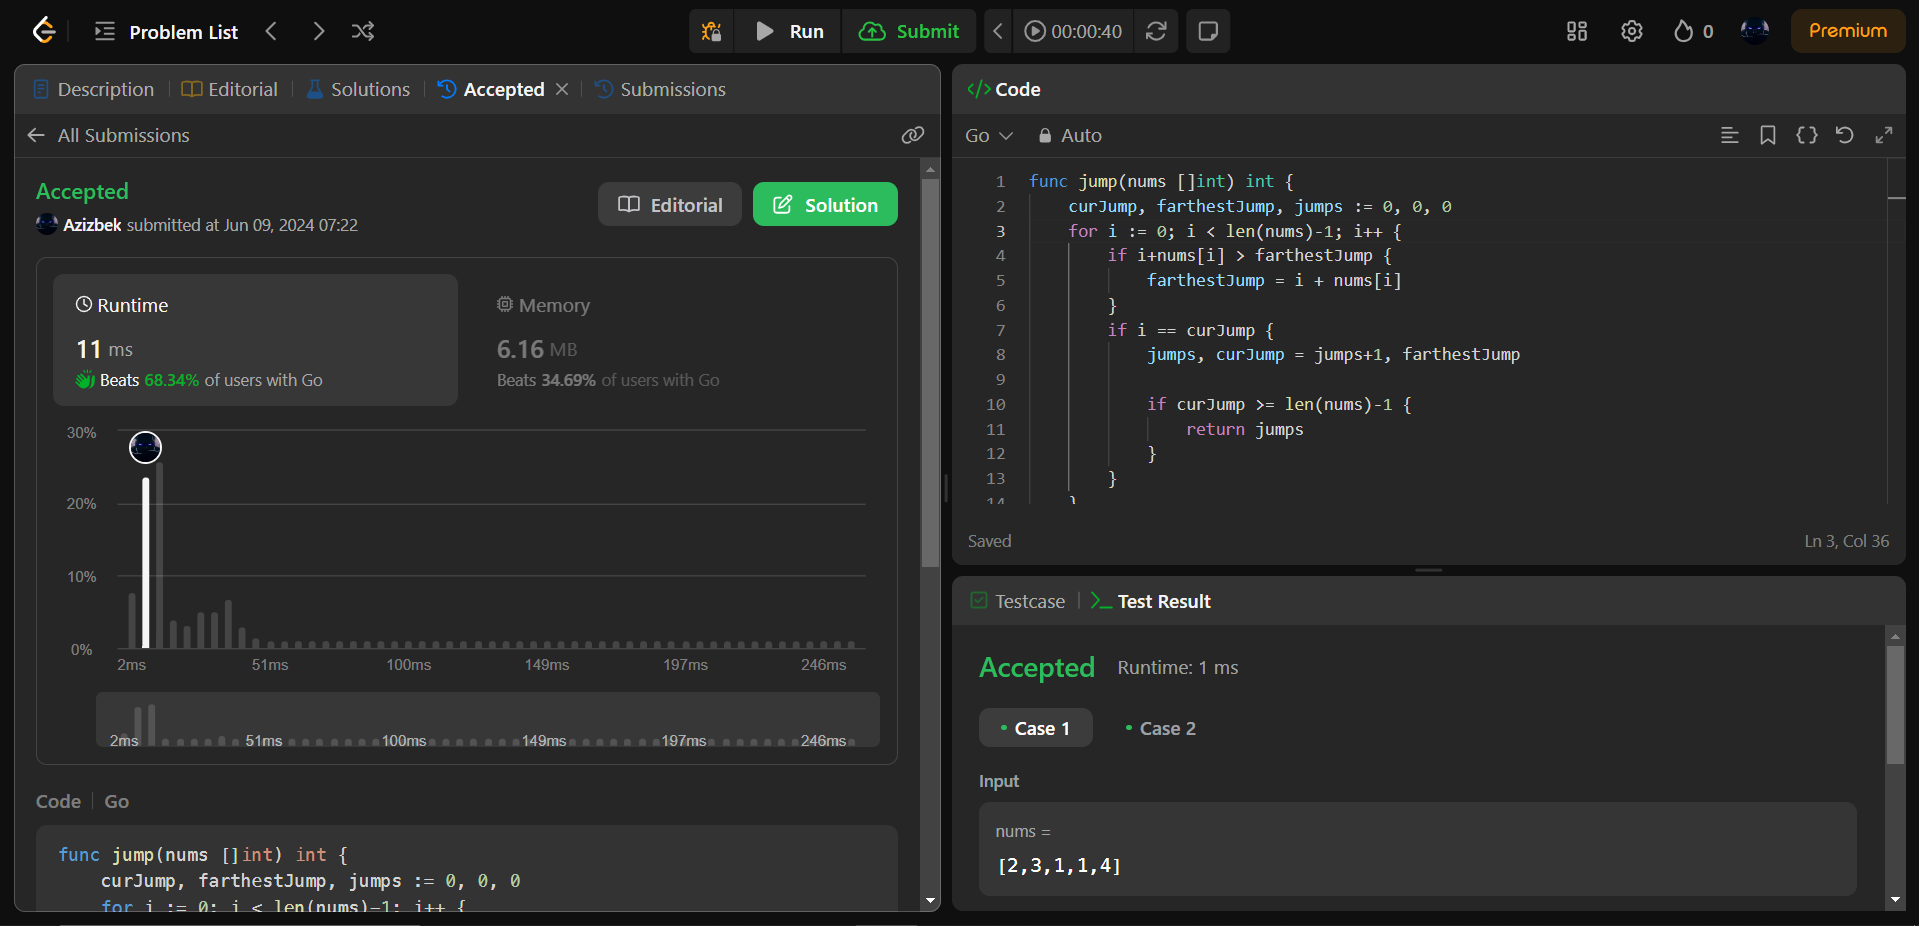 Problem List
Run
Submit
00:00:40
0
Premium
Description
Editorial
Solutions
Accepted
Submissions
All Submissions
Accepted
Azizbek submitted at Jun 09, 2024 07:22
Editorial
Solution
Runtime
11 ms
Beats 68.34% of users with Go
Memory
6.16 MB
Beats 34.69% of users with Go
30%
20%
10%
0%
2ms 51ms 100ms 149ms 197ms 246ms
2ms 51ms 100ms 149ms 197ms 246ms
Code Go
func jump(nums []int) int {
curJump, farthestJump, jumps := 0, 0, 0
for i := 0; i < len(nums)-1; i++ {
Code
Go
Auto
1 func jump(nums []int) int {
2 curJump, farthestJump, jumps := 0, 0, 0
3 for i := 0; i < len(nums)-1; i++ {
4 if i+nums[i] > farthestJump {
5 farthestJump = i + nums[i]
6 }
7 if i == curJump {
8 jumps, curJump = jumps+1, farthestJump
9
10 if curJump >= len(nums)-1 {
11 return jumps
12 }
13 }
14 }
Saved
Ln 3, Col 36
Testcase
Test Result
Accepted
Runtime: 1 ms
Case 1
Case 2
Input
nums =
[2,3,1,1,4]